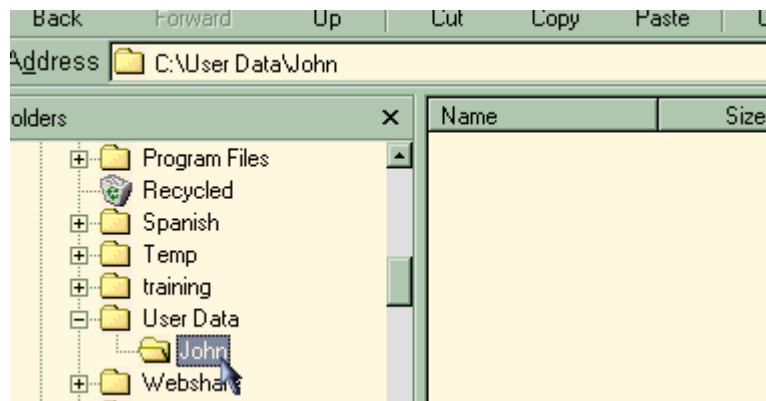 Back Forward Up Cut Copy Paste
Address C:\User Data\John
olders
Name Size
Program Files
Recycled
Spanish
Temp
training
User Data
John